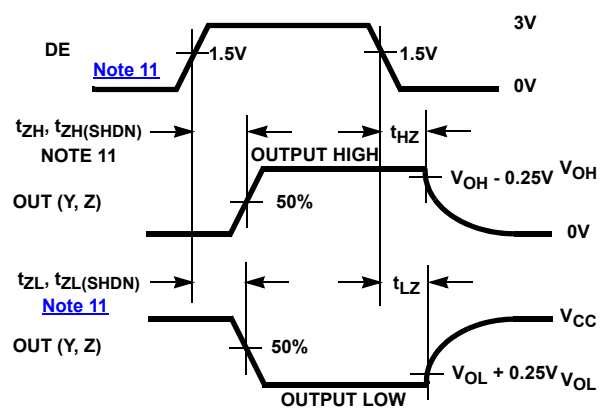 3V
DE
1.5V
1.5V
Note 11
0V
tZH, tZH(SHDN)
NOTE 11
tHZ
OUTPUT HIGH
VOH - 0.25V
VOH
OUT (Y, Z)
50%
0V
tZL, tZL(SHDN)
Note 11
tLZ
VCC
OUT (Y, Z)
50%
VOL + 0.25V
VOL
OUTPUT LOW